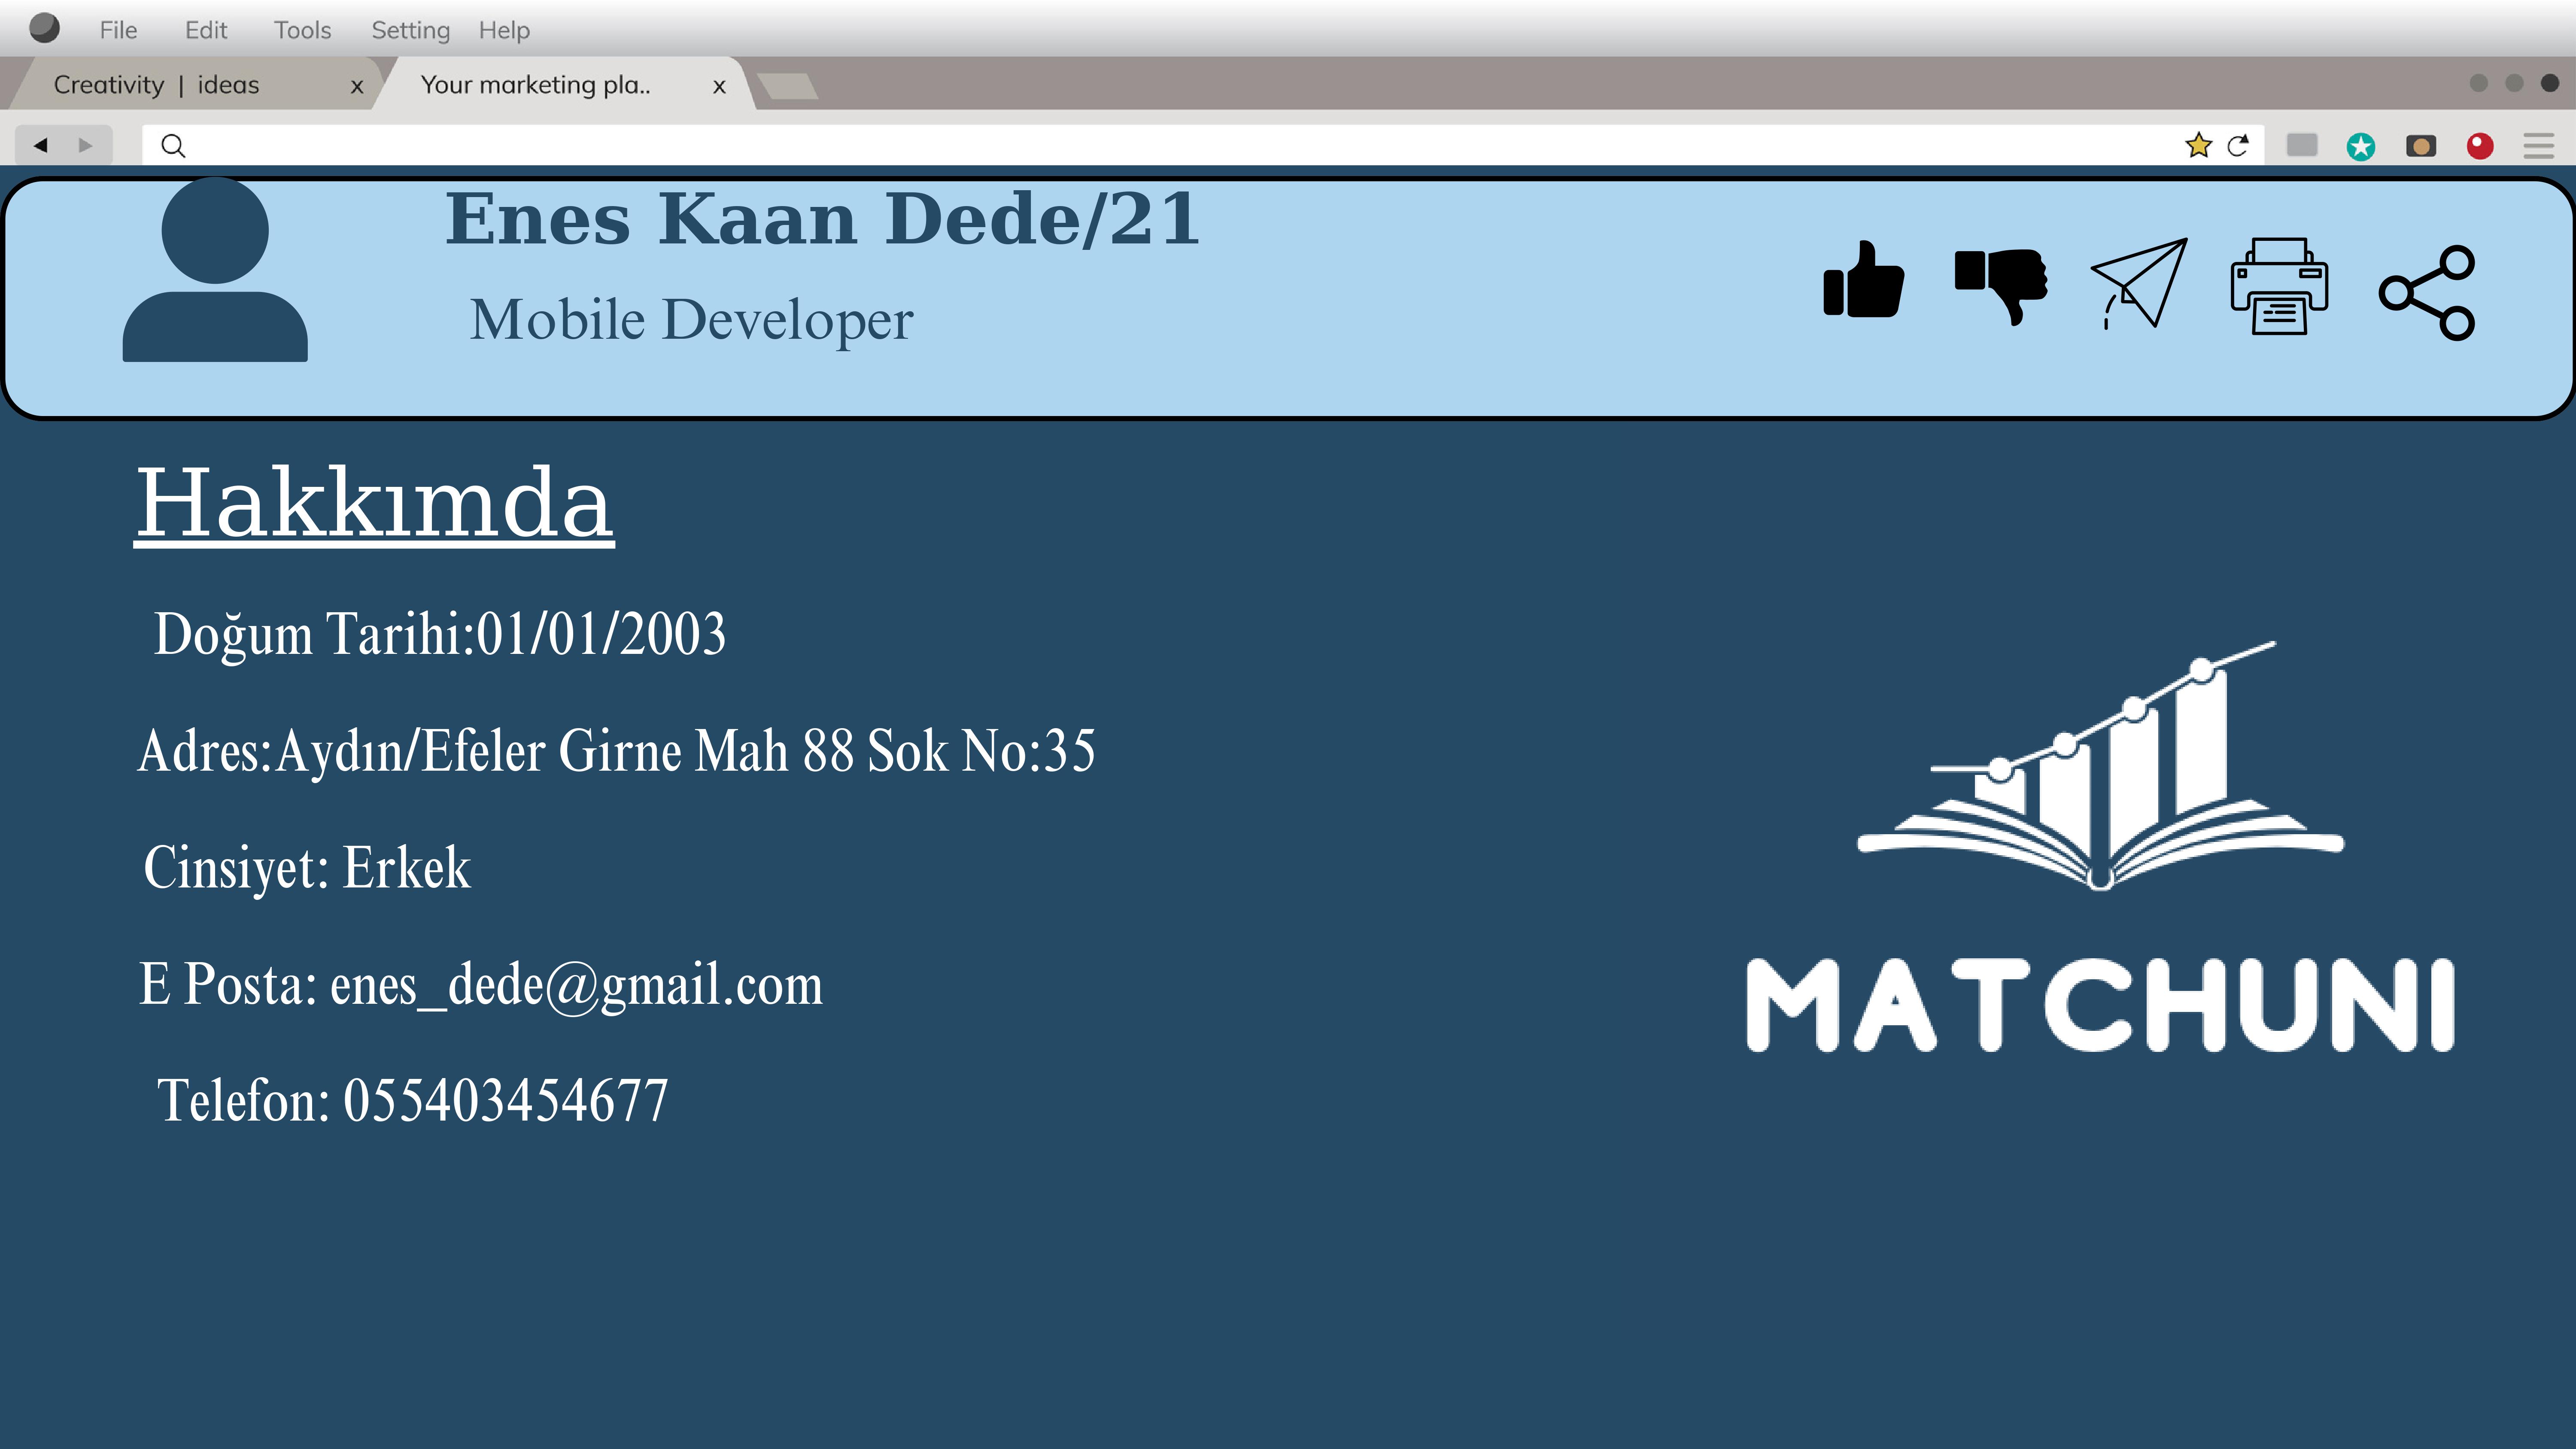 File Edit Tools Setting Help
Creativity | ideas x Your marketing pla.. x
Enes Kaan Dede/21
Mobile Developer
Hakkımda
Doğum Tarihi:01/01/2003
Adres:Aydın/Efeler Girne Mah 88 Sok No:35
Cinsiyet: Erkek
E Posta: enes_dede@gmail.com
Telefon: 055403454677
MATCHUNI